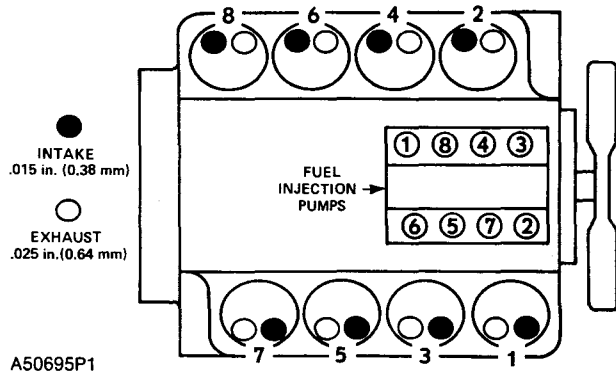 8 6 4 2
INTAKE
.015 in. (0.38 mm)
EXHAUST
.025 in.(0.64 mm)
FUEL
INJECTION
PUMPS
1 8 4 3
6 5 7 2
7 5 3 1
A50695P1